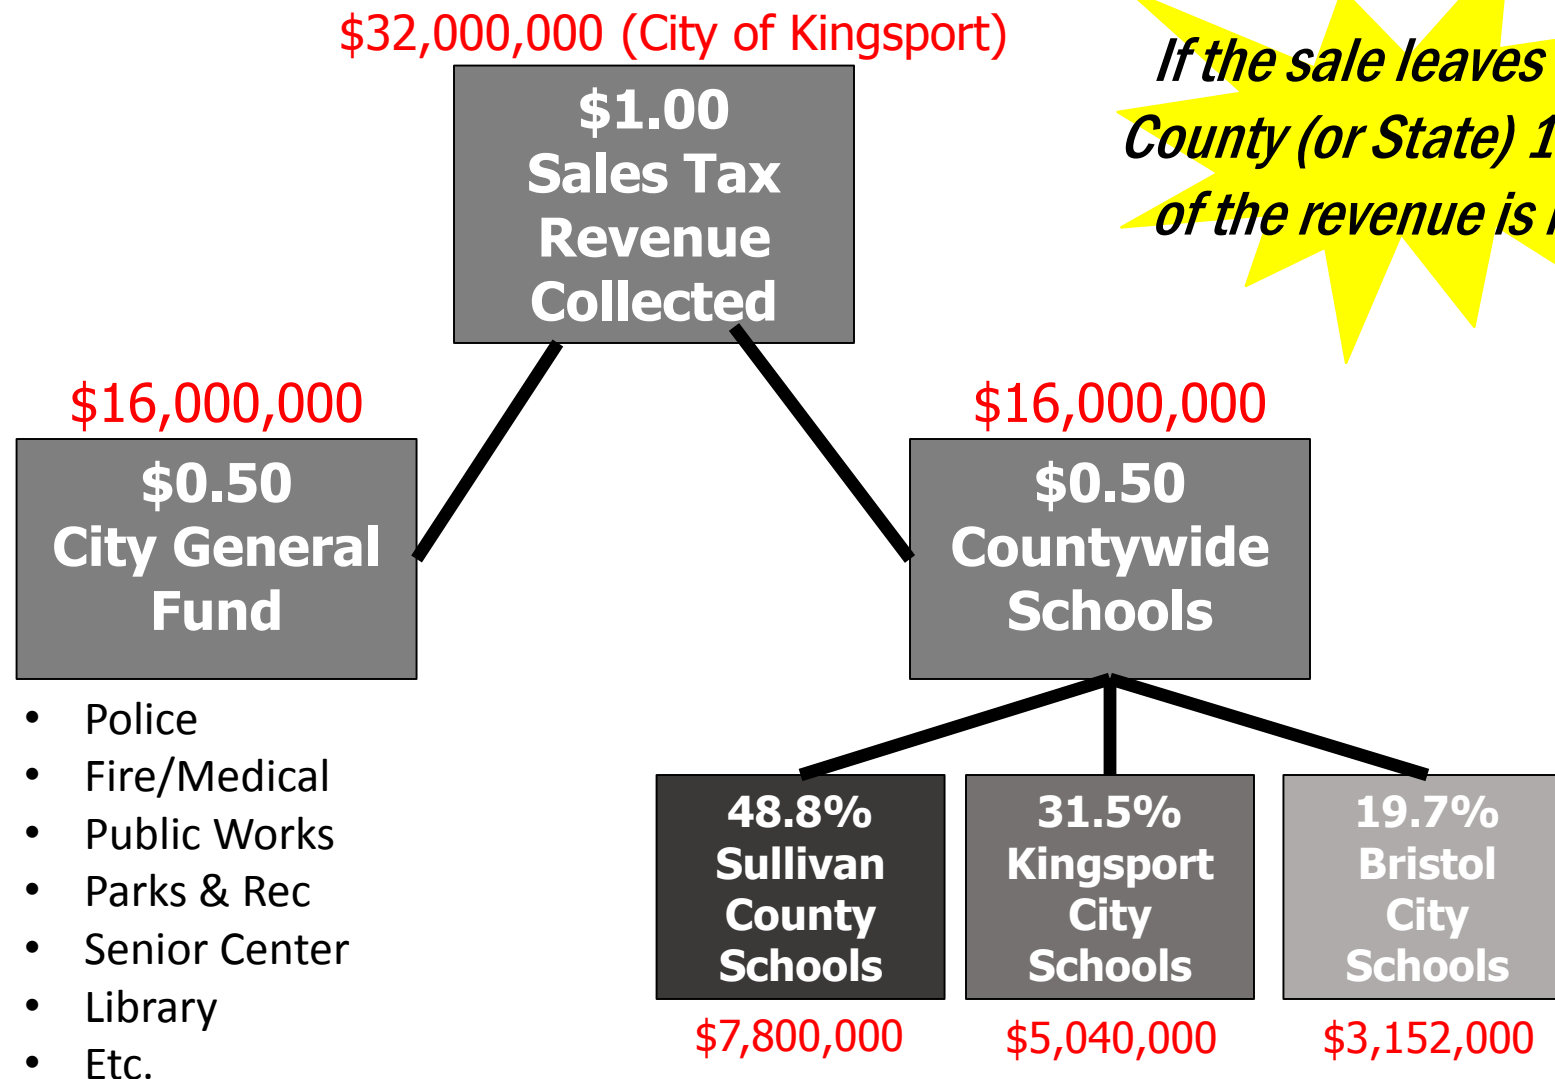 $32,000,000 (City of Kingsport)
If the sale leaves
County (or State) 1
of the revenue is
$1.00
Sales Tax
Revenue
Collected
$16,000,000
$16,000,000
$0.50
City General
Fund
$0.50
Countywide
Schools
• Police
• Fire/Medical
• Public Works
• Parks & Rec
• Senior Center
• Library
• Etc.
48.8%
Sullivan
County
Schools
31.5%
Kingsport
City
Schools
19.7%
Bristol
City
Schools
$7,800,000
$5,040,000
$3,152,000